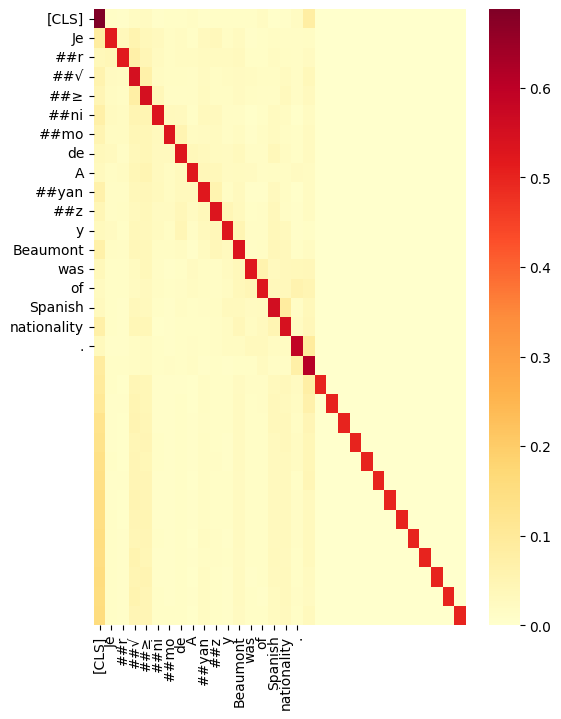 [CLS]
Je
##r
##√
##≥
##ni
##mo
de
A
##yan
##z
y
Beaumont
was
of
Spanish
nationality
.
0.6
0.5
0.4
0.3
0.2
0.1
0.0
[CLS]
Je
##r
##√
##≥
##ni
##mo
de
A
##yan
##z
y
Beaumont
was
of
Spanish
nationality
.